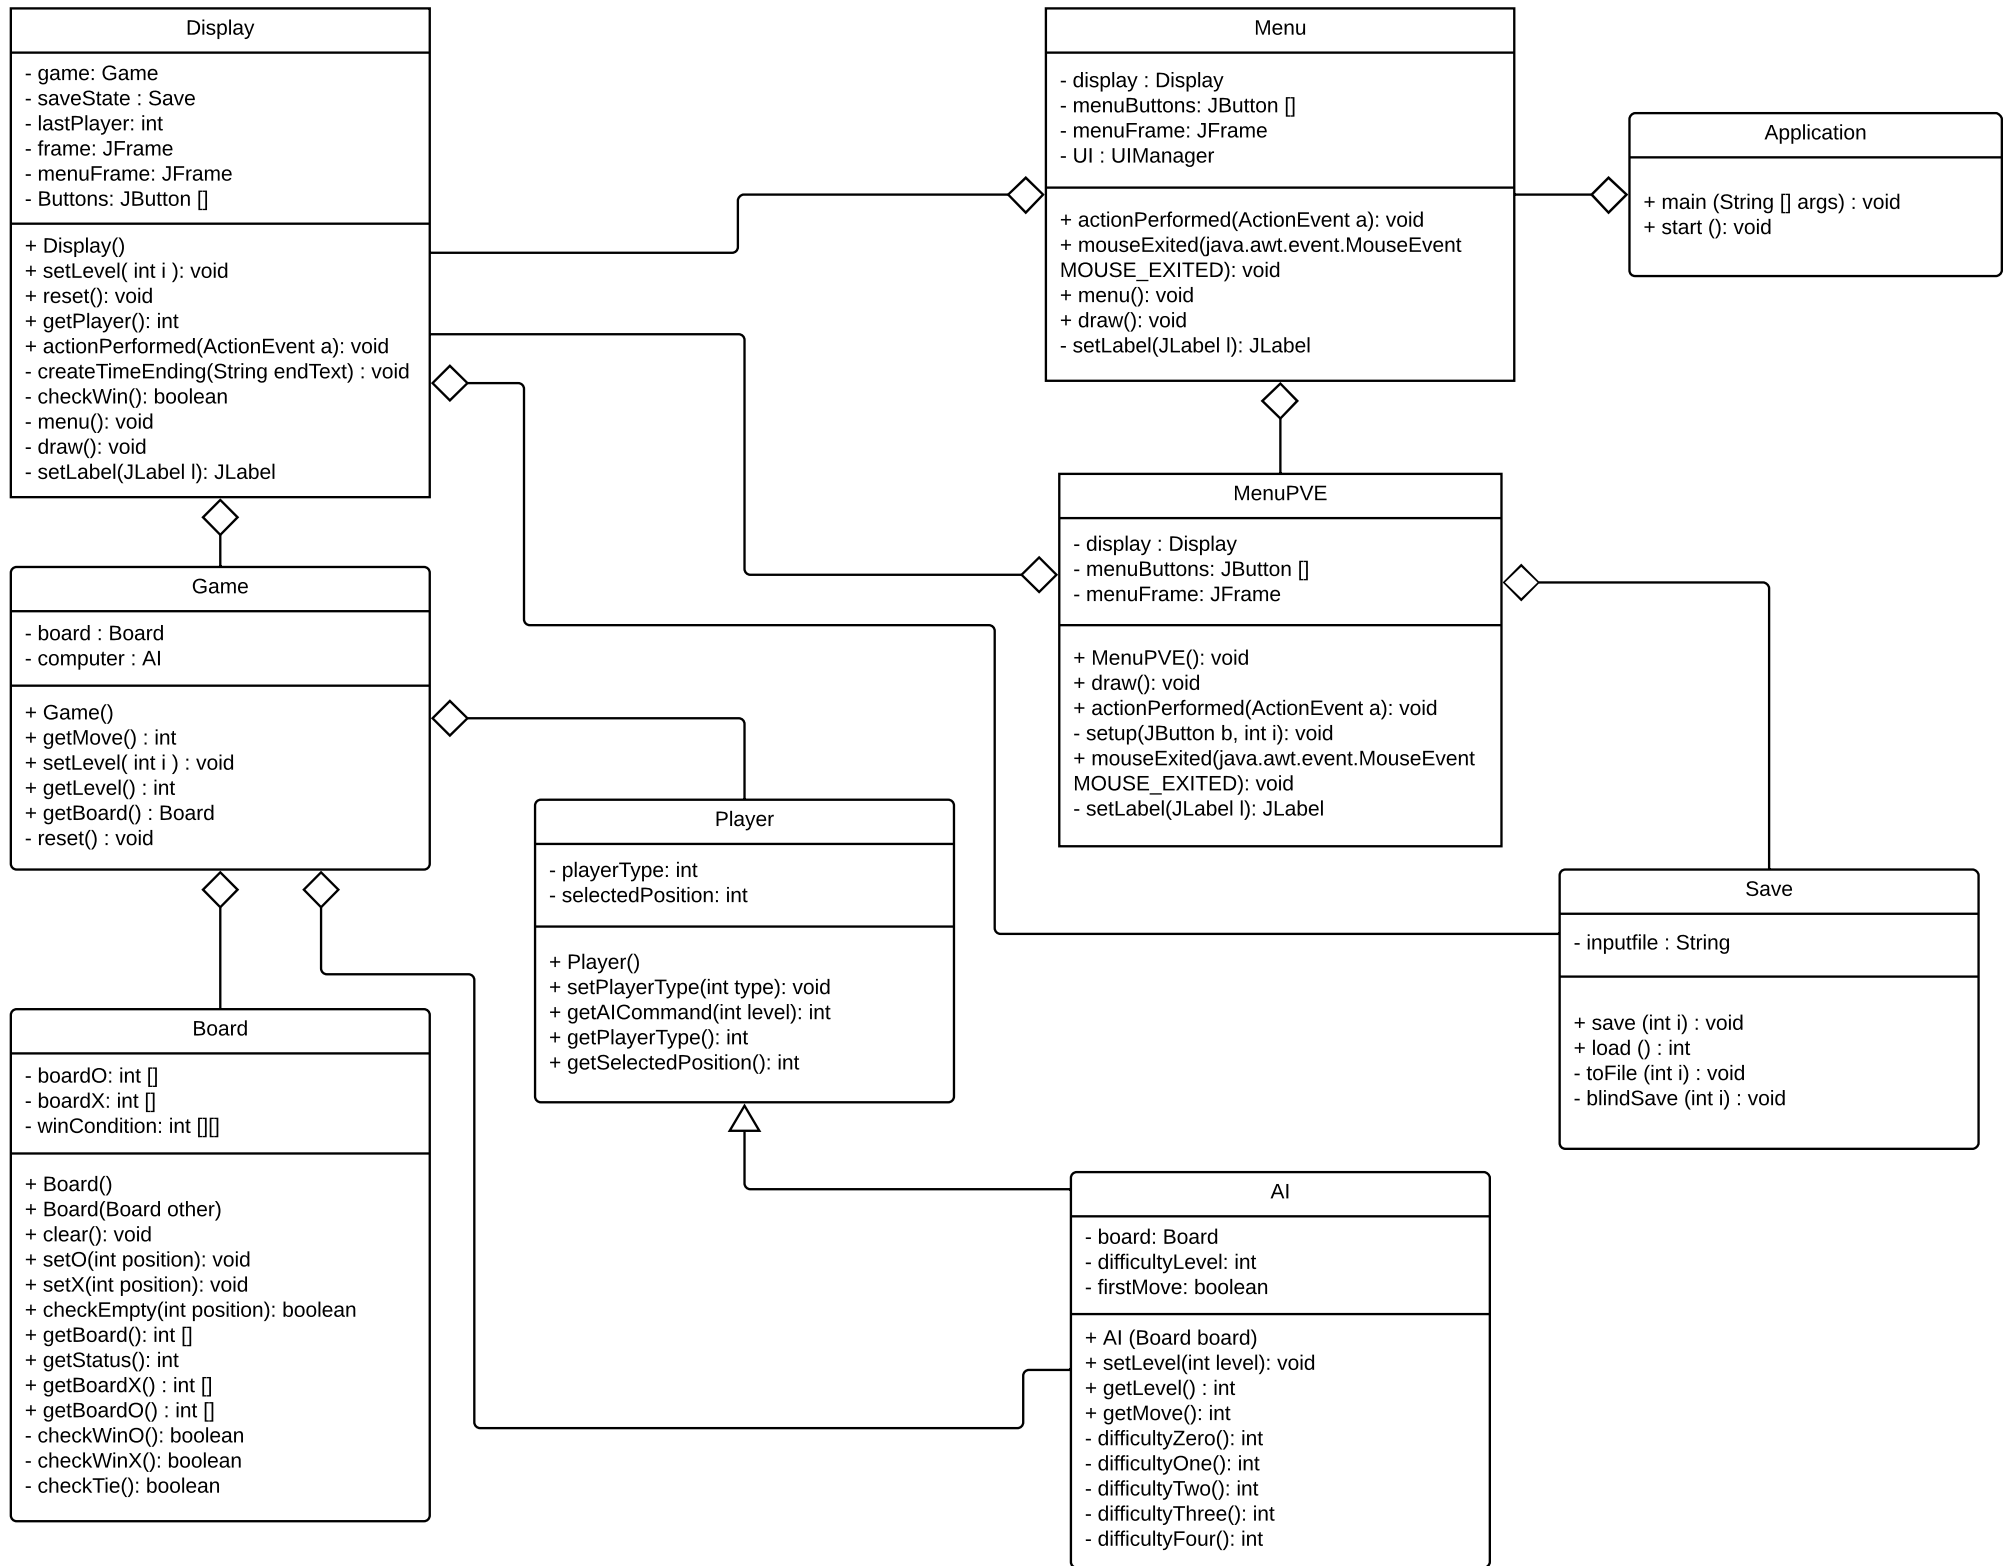 Display
- game: Game
- saveState : Save
- lastPlayer: int
- frame: JFrame
- menuFrame: JFrame
- Buttons: JButton []
+ Display()
+ setLevel( int i ): void
+ reset(): void
+ getPlayer(): int
+ actionPerformed(ActionEvent a): void
- createTimeEnding(String endText) : void
- checkWin(): boolean
- menu(): void
- draw(): void
- setLabel(JLabel l): JLabel
Menu
- display : Display
- menuButtons: JButton []
- menuFrame: JFrame
- UI : UIManager
+ actionPerformed(ActionEvent a): void
+ mouseExited(java.awt.event.MouseEvent
MOUSE_EXITED): void
+ menu(): void
+ draw(): void
- setLabel(JLabel l): JLabel
Application
+ main (String [] args) : void
+ start (): void
MenuPVE
- display : Display
- menuButtons: JButton []
- menuFrame: JFrame
+ MenuPVE(): void
+ draw(): void
+ actionPerformed(ActionEvent a): void
- setup(JButton b, int i): void
+ mouseExited(java.awt.event.MouseEvent
MOUSE_EXITED): void
- setLabel(JLabel l): JLabel
Game
- board : Board
- computer : AI
+ Game()
+ getMove() : int
+ setLevel( int i ) : void
+ getLevel() : int
+ getBoard() : Board
- reset() : void
Player
- playerType: int
- selectedPosition: int
+ Player()
+ setPlayerType(int type): void
+ getAICommand(int level): int
+ getPlayerType(): int
+ getSelectedPosition(): int
Save
- inputfile : String
+ save (int i) : void
+ load () : int
- toFile (int i) : void
- blindSave (int i) : void
Board
- boardO: int []
- boardX: int []
- winCondition: int [][]
+ Board()
+ Board(Board other)
+ clear(): void
+ setO(int position): void
+ setX(int position): void
+ checkEmpty(int position): boolean
+ getBoard(): int []
+ getStatus(): int
+ getBoardX() : int []
+ getBoardO() : int []
- checkWinO(): boolean
- checkWinX(): boolean
- checkTie(): boolean
AI
- board: Board
- difficultyLevel: int
- firstMove: boolean
+ AI (Board board)
+ setLevel(int level): void
+ getLevel() : int
+ getMove(): int
- difficultyZero(): int
- difficultyOne(): int
- difficultyTwo(): int
- difficultyThree(): int
- difficultyFour(): int